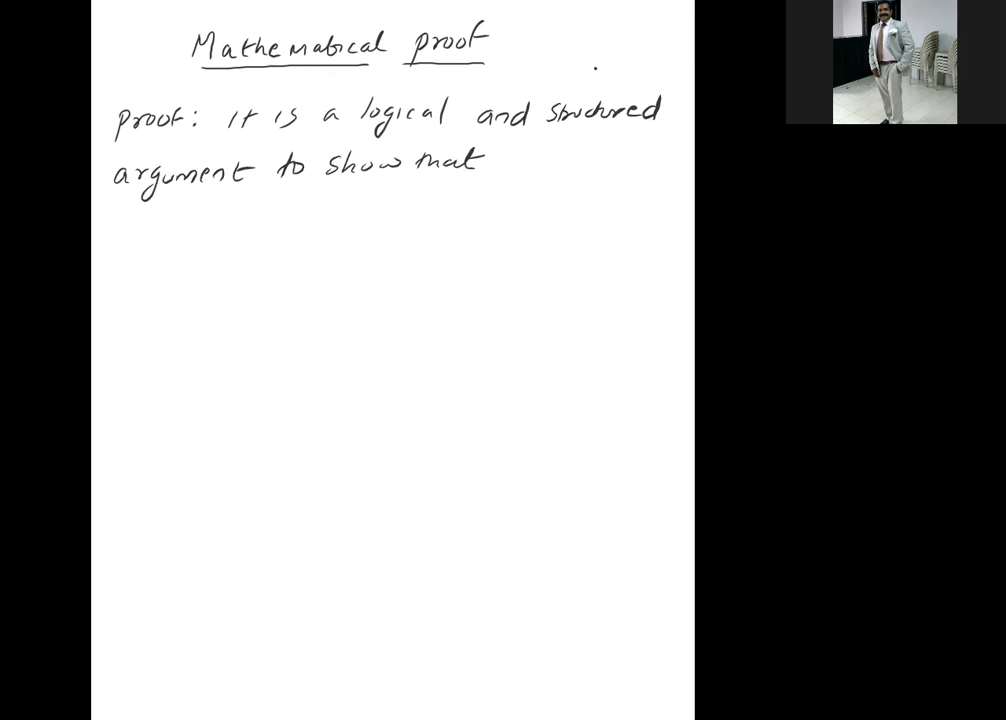 Mathematical proof
proof: it is a logical and structured
argument to show that